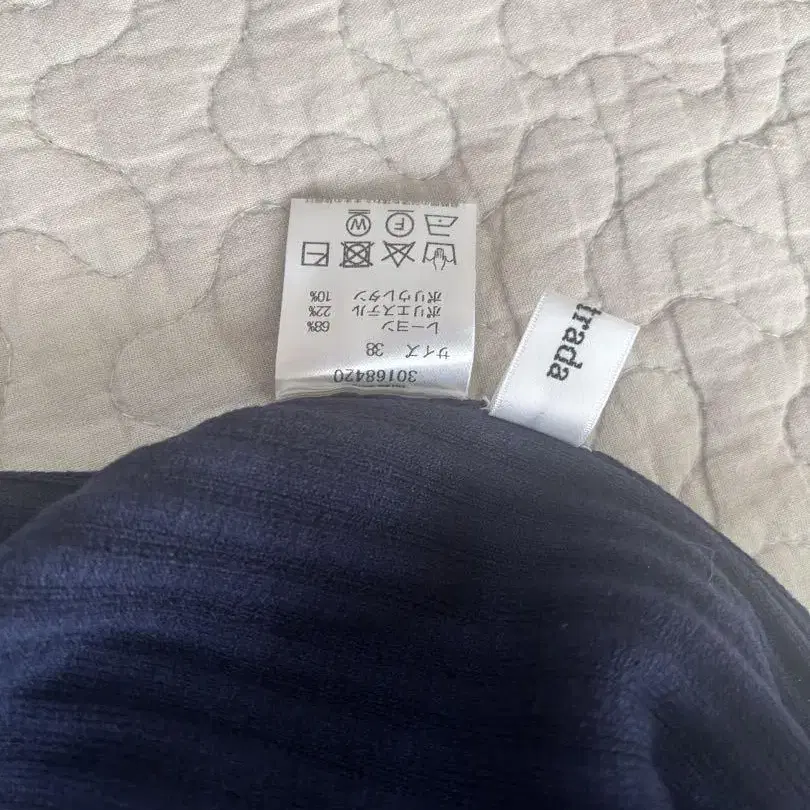 30168420
サイズ 38
レーヨン 68%
ポリエステル 22%
ポリウレタン 10%
F
W
trada